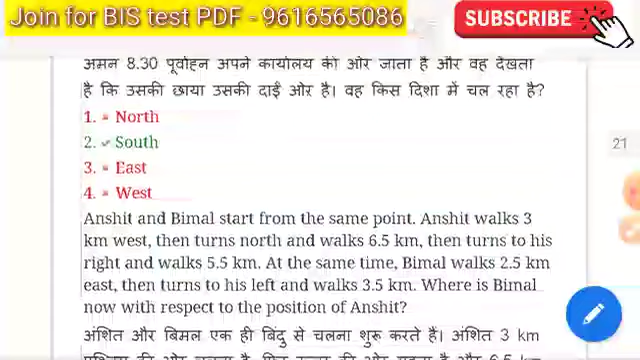 Join for BIS test PDF - 9616565086
SUBSCRIBE
अमन 8.30 पूर्वाह्न अपने कार्यालय की ओर जाता है और वह देखता
है कि उसकी छाया उसकी दाईं ओर है। वह किस दिशा में चल रहा है?
1. North
2. South
3. East
4. West
21
Anshit and Bimal start from the same point. Anshit walks 3
km west, then turns north and walks 6.5 km, then turns to his
right and walks 5.5 km. At the same time, Bimal walks 2.5 km
east, then turns to his left and walks 3.5 km. Where is Bimal
now with respect to the position of Anshit?
अंशित और बिमल एक ही बिंदु से चलना शुरू करते हैं। अंशित 3 km